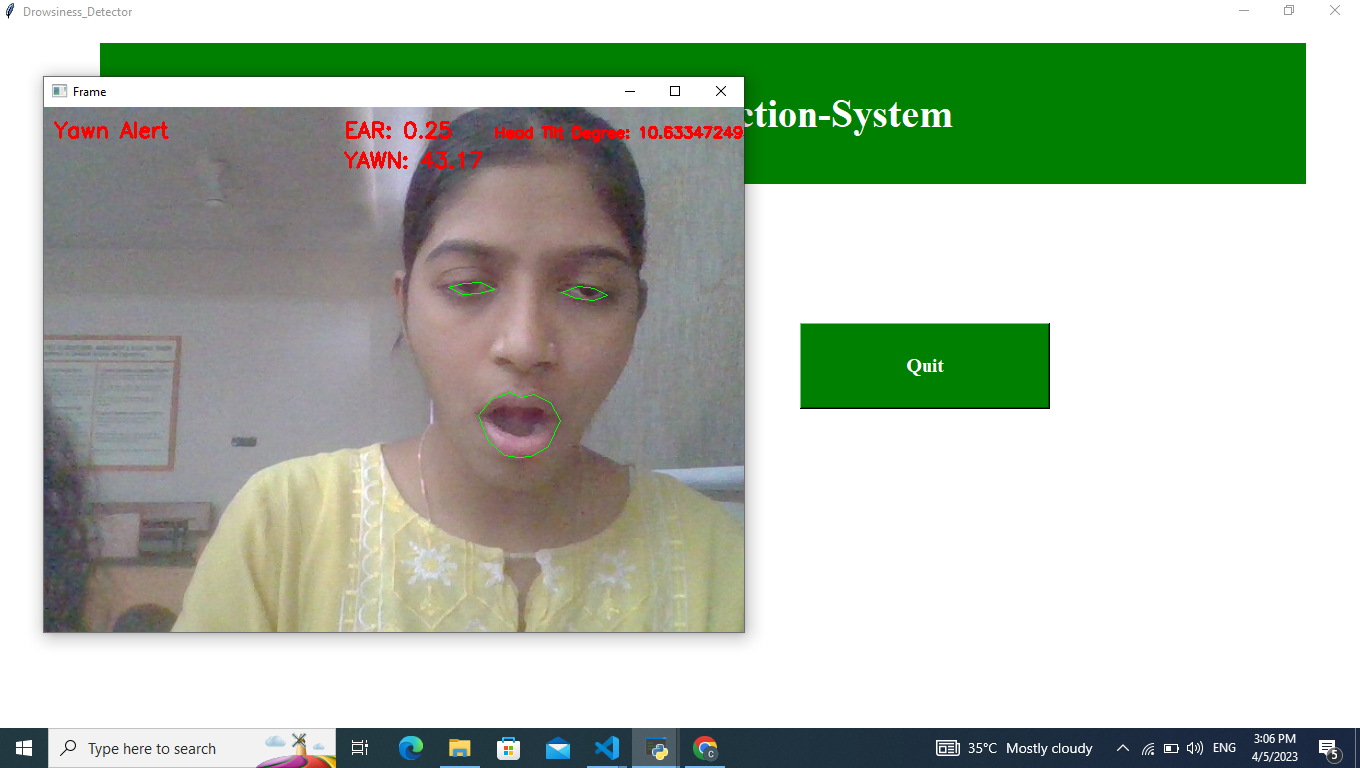 Drowsiness_Detector
ction-System
Frame
Yawn Alert
EAR: 0.25
Head Tilt Degree: 10.63347249
YAWN: 43.17
Quit
Type here to search
35°C Mostly cloudy
ENG
3:06 PM
4/5/2023
5